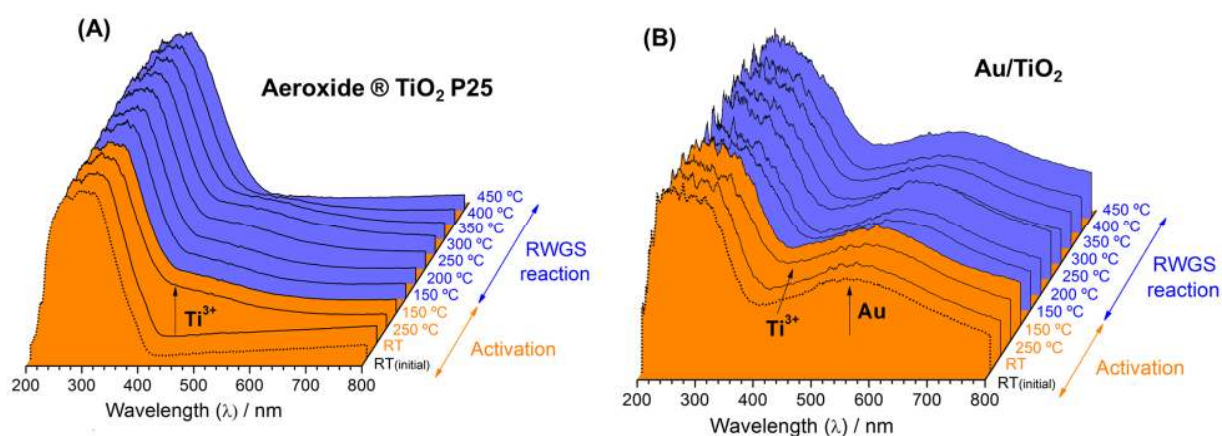 (A)
Aeroxide ® TiO₂ P25
Ti³⁺
450 ºC
400 ºC
350 ºC
300 ºC
250 ºC
200 ºC
150 ºC
150 ºC
250 ºC
RT
RT(initial)
RWGS
reaction
Activation
200 300 400 500 600 700 800
Wavelength (λ) / nm
(B)
Au/TiO₂
Ti³⁺
Au
450 ºC
400 ºC
350 ºC
300 ºC
250 ºC
200 ºC
150 ºC
150 ºC
250 ºC
RT
RT(initial)
RWGS
reaction
Activation
200 300 400 500 600 700 800
Wavelength (λ) / nm